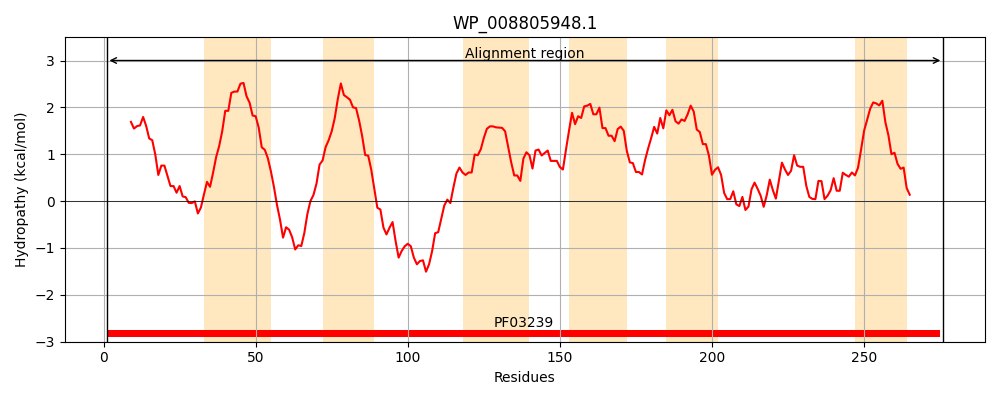 WP_008805948.1
Alignment region
3
2
1
0
−1
−2
−3
Hydropathy (kcal/mol)
PF03239
0 50 100 150 200 250
Residues